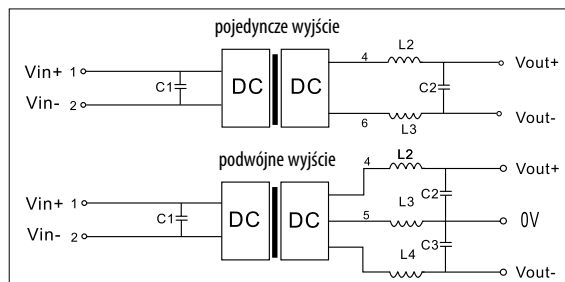 pojedyncze wyjście
Vin+ 1
Vin- 2
C1
DC
DC
4
6
L2
L3
C2
Vout+
Vout-
podwójne wyjście
Vin+ 1
Vin- 2
C1
DC
DC
4
5
L2
L3
L4
C2
C3
Vout+
0V
Vout-